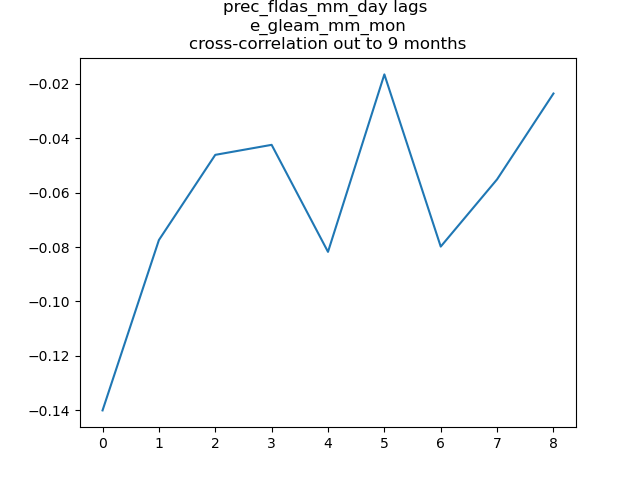 prec_fldas_mm_day lags
e_gleam_mm_mon
cross-correlation out to 9 months
−0.02
−0.04
−0.06
−0.08
−0.10
−0.12
−0.14
0 1 2 3 4 5 6 7 8